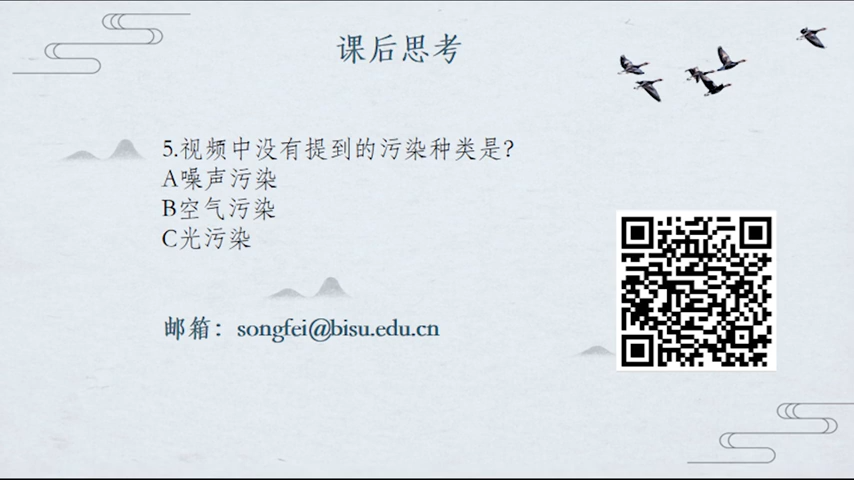 课后思考
5.视频中没有提到的污染种类是?
A噪声污染
B空气污染
C光污染
邮箱：songfei@bisu.edu.cn